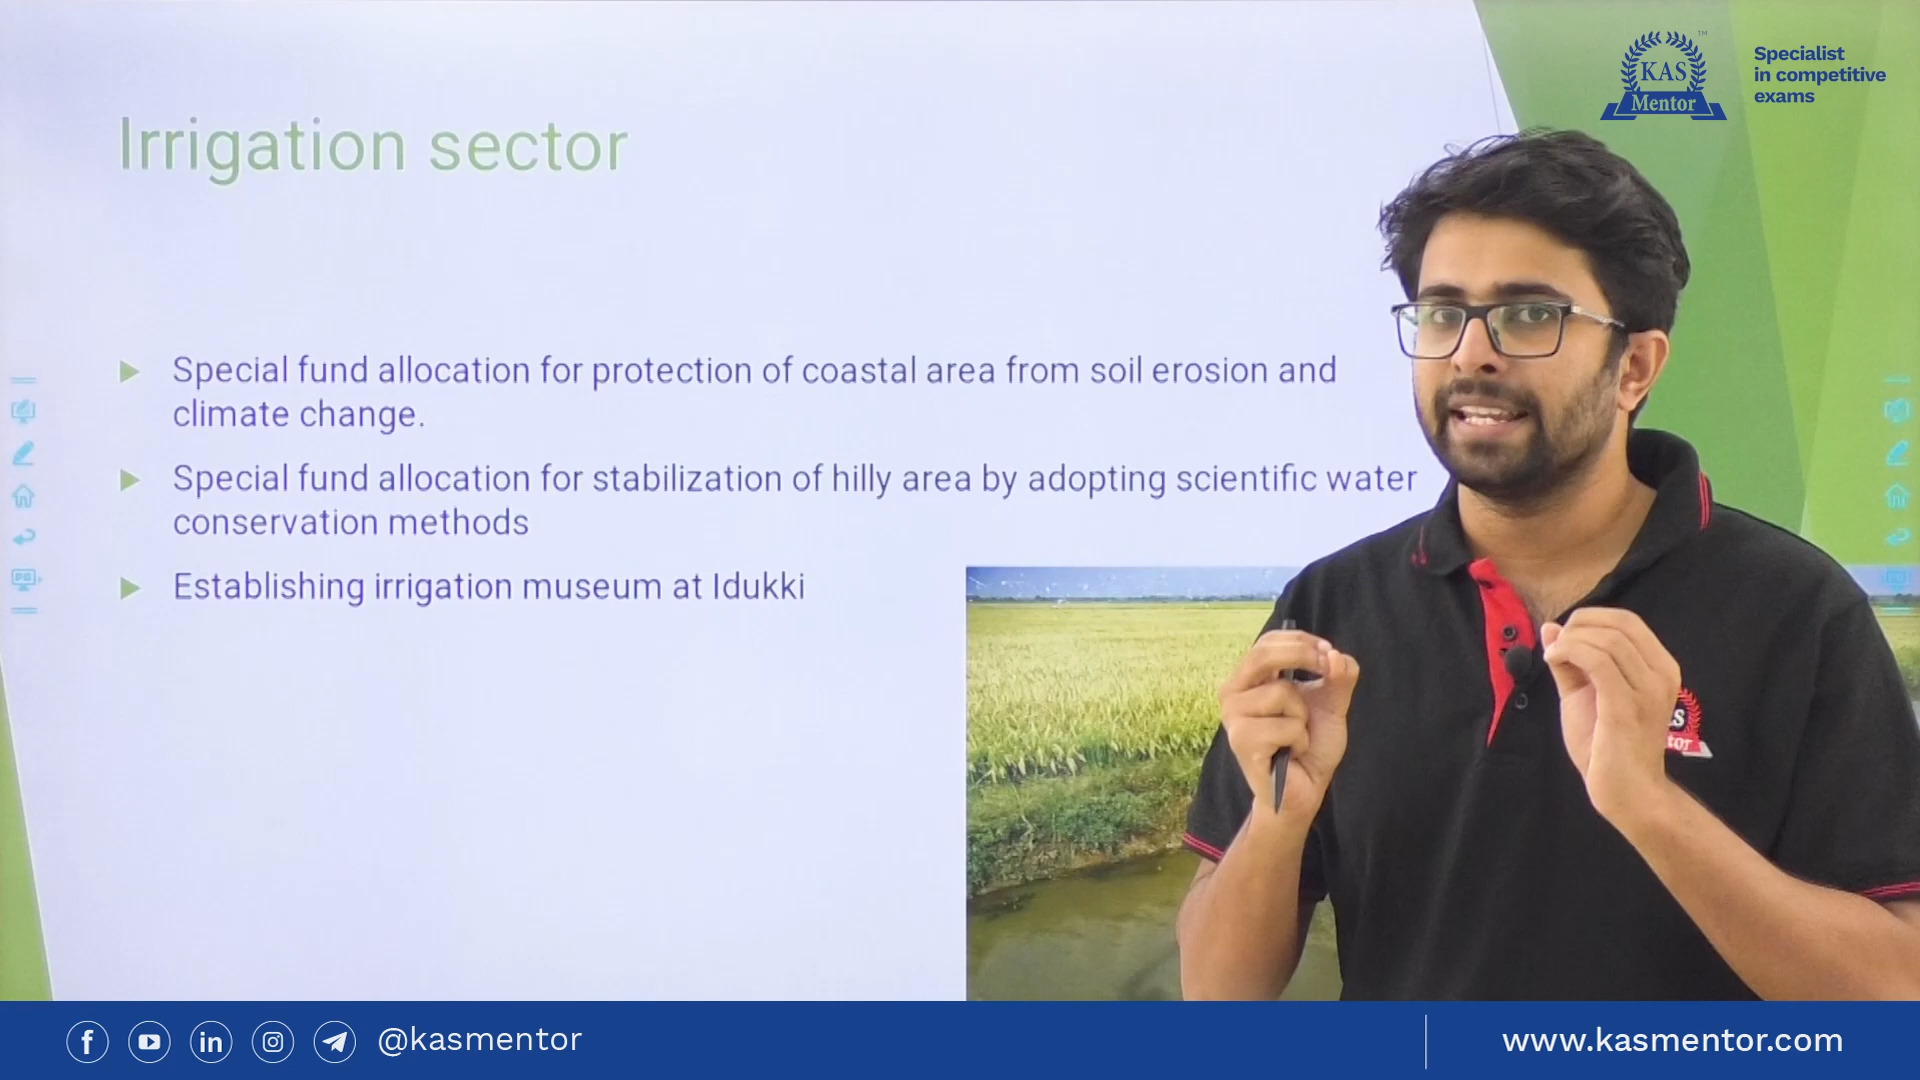 KAS
Mentor
TM
Specialist
in competitive
exams
Irrigation sector
Special fund allocation for protection of coastal area from soil erosion and
climate change.
Special fund allocation for stabilization of hilly area by adopting scientific water
conservation methods
Establishing irrigation museum at Idukki
@kasmentor
www.kasmentor.com